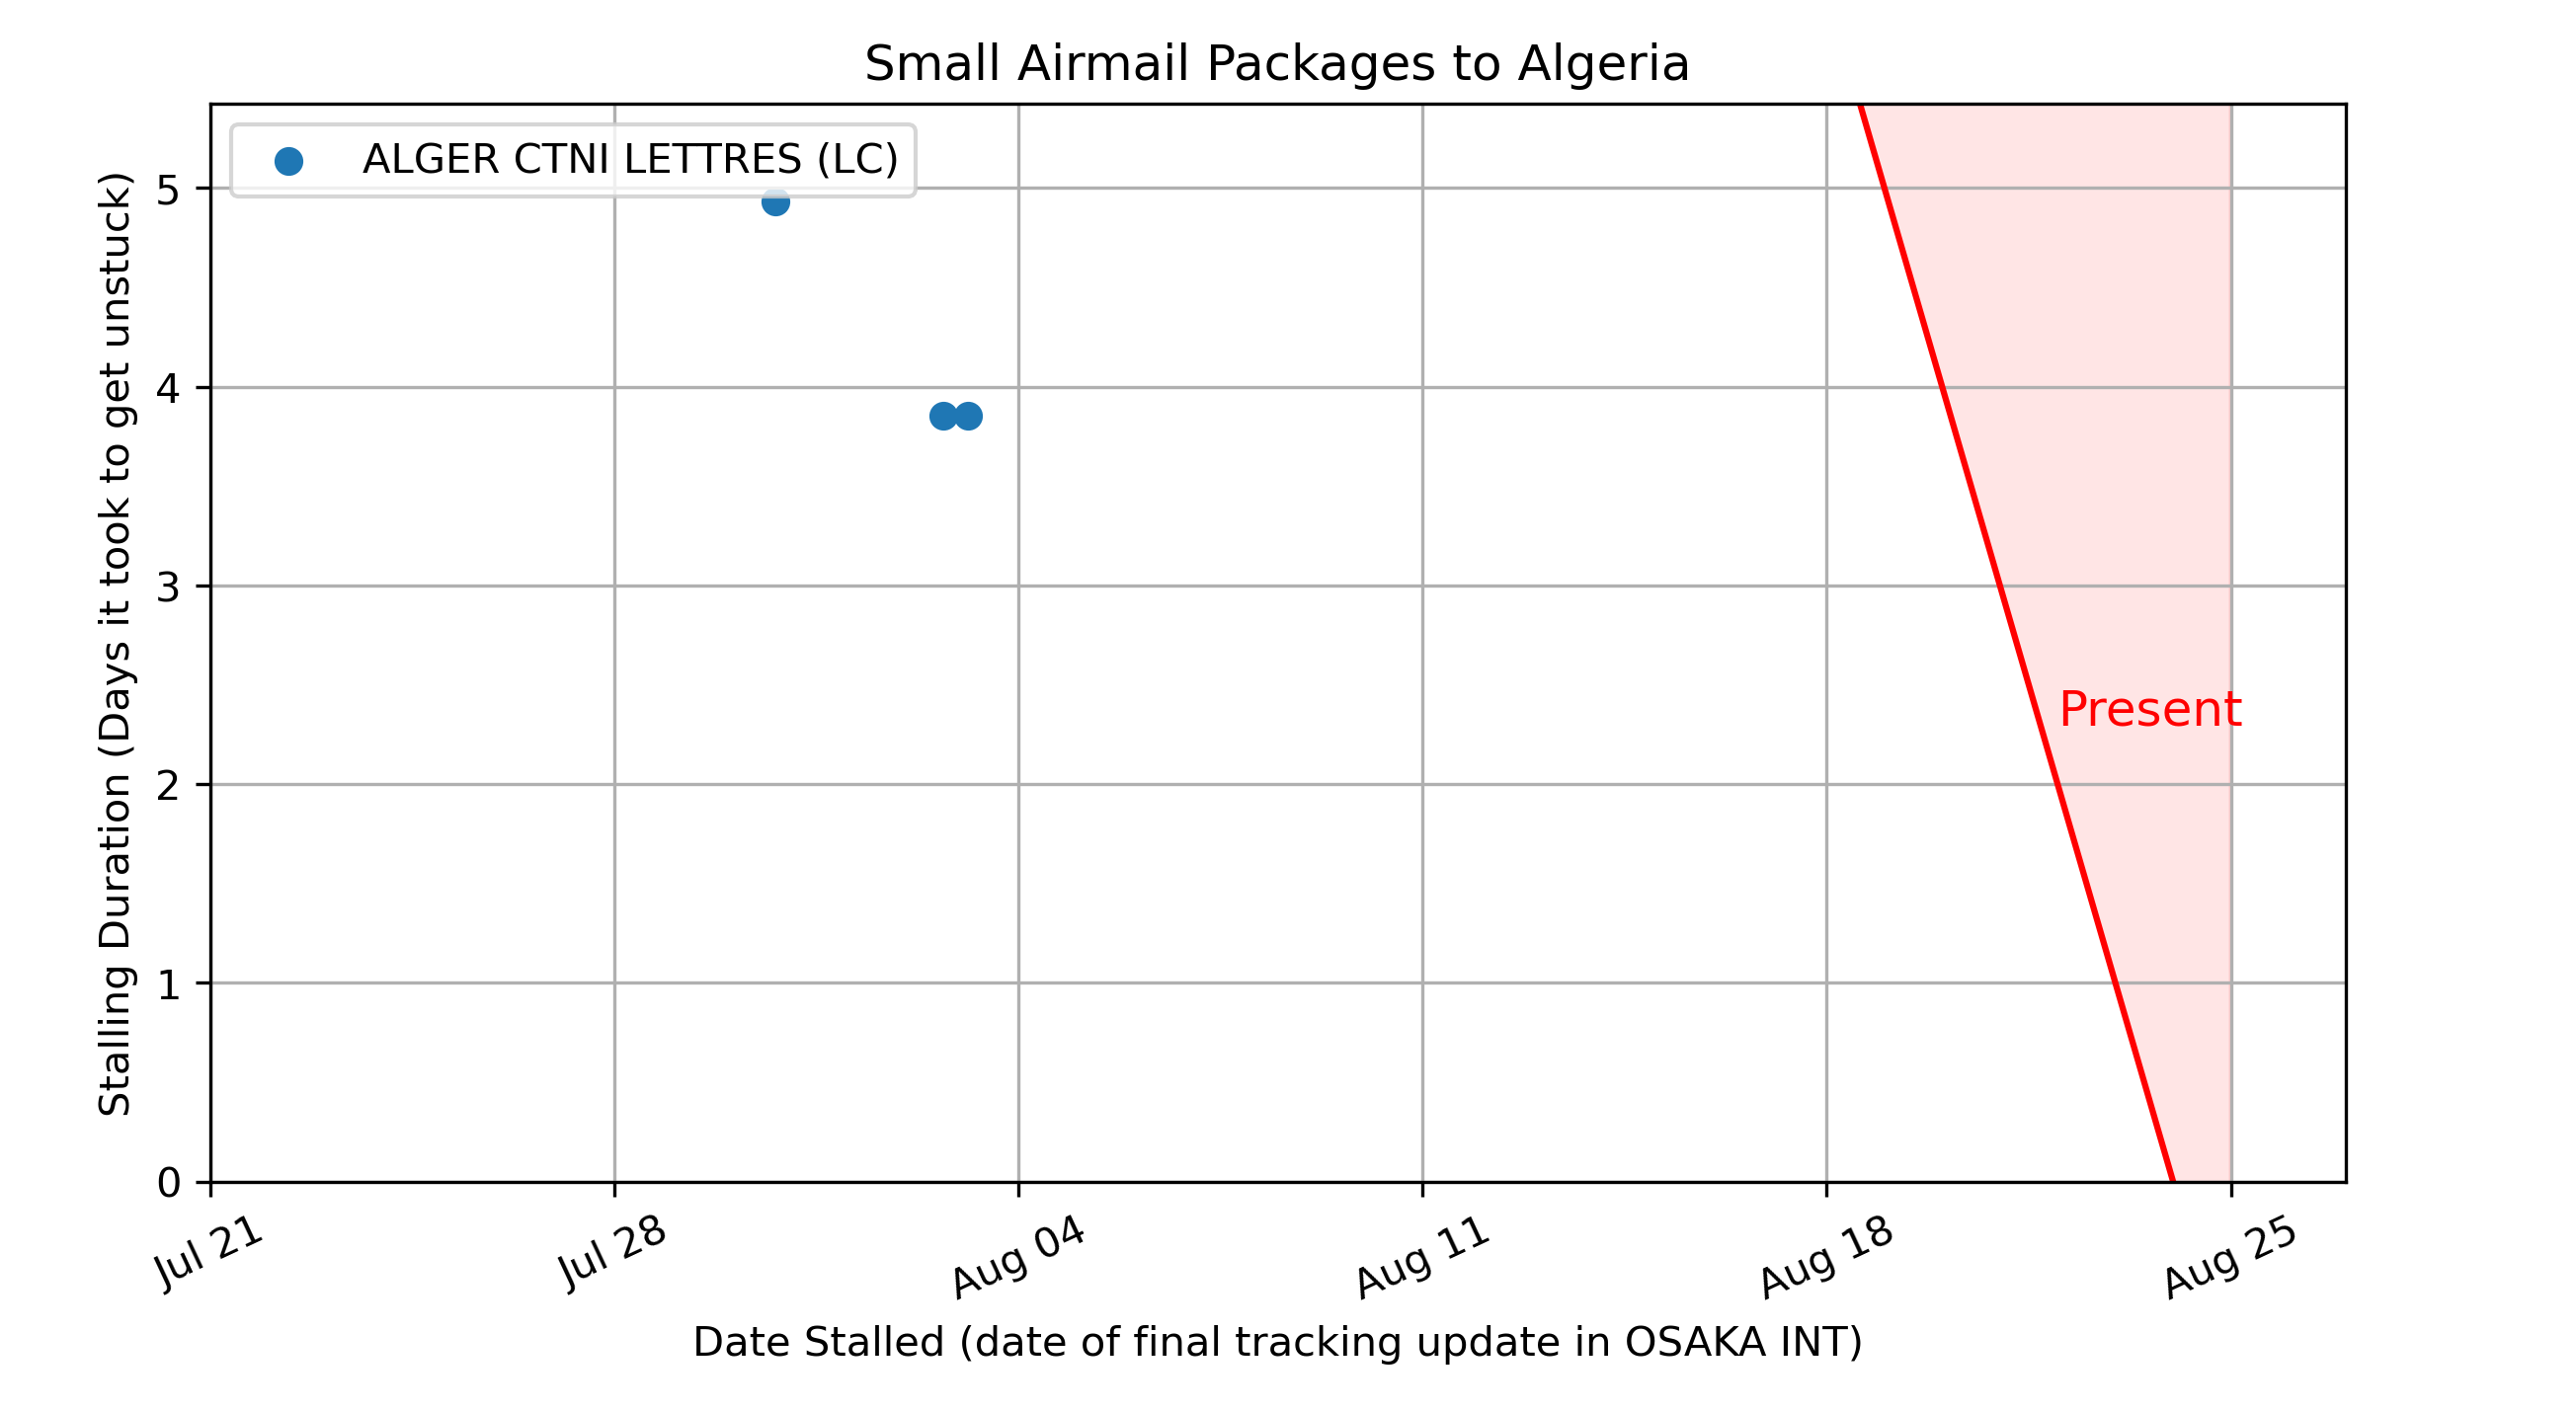 Small Airmail Packages to Algeria
ALGER CTNI LETTRES (LC)
Stalling Duration (Days it took to get unstuck)
5
4
3
2
1
0
Present
Jul 21
Jul 28
Aug 04
Aug 11
Aug 18
Aug 25
Date Stalled (date of final tracking update in OSAKA INT)